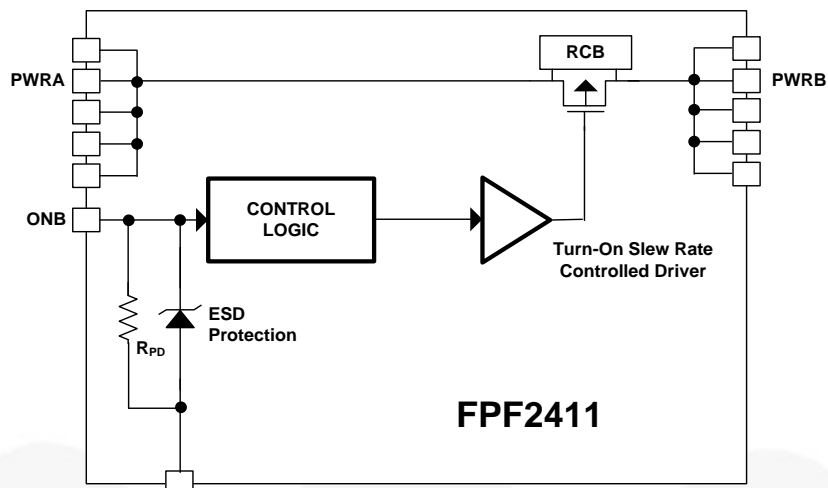 RCB
PWRA
PWRB
ONB
CONTROL
LOGIC
Turn-On Slew Rate
Controlled Driver
ESD
Protection
RPD
FPF2411